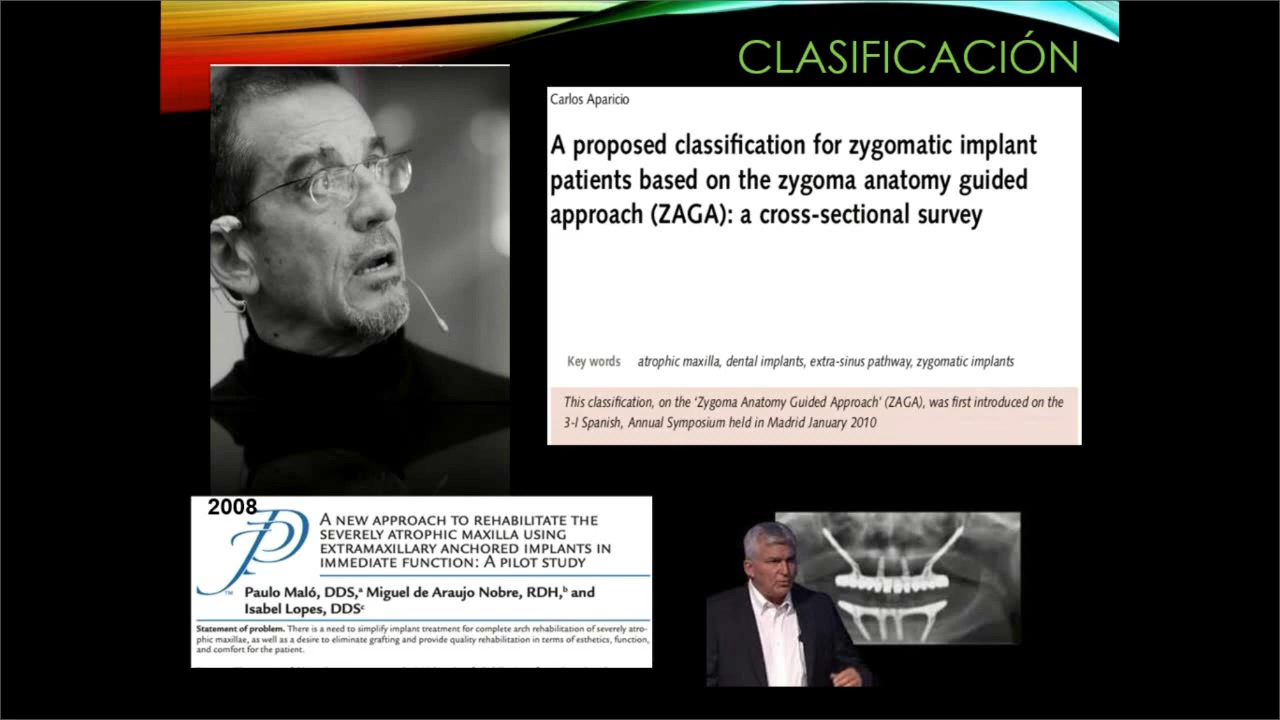 CLASIFICACIÓN
Carlos Aparicio
A proposed classification for zygomatic implant
patients based on the zygoma anatomy guided
approach (ZAGA): a cross-sectional survey
Key words atrophic maxilla, dental implants, extra-sinus pathway, zygomatic implants
This classification, on the ‘Zygoma Anatomy Guided Approach’ (ZAGA), was first introduced on the
3-I Spanish, Annual Symposium held in Madrid January 2010
2008
JPD
TM
A NEW APPROACH TO REHABILITATE THE
SEVERELY ATROPHIC MAXILLA USING
EXTRAMAXILLARY ANCHORED IMPLANTS IN
IMMEDIATE FUNCTION: A PILOT STUDY
Paulo Maló, DDS,ᵃ Miguel de Araujo Nobre, RDH,ᵇ and
Isabel Lopes, DDSᶜ
Statement of problem. There is a need to simplify implant treatment for complete arch rehabilitation of severely atro-
phic maxillae, as well as a desire to eliminate grafting and provide quality rehabilitation in terms of esthetics, function,
and comfort for the patient.